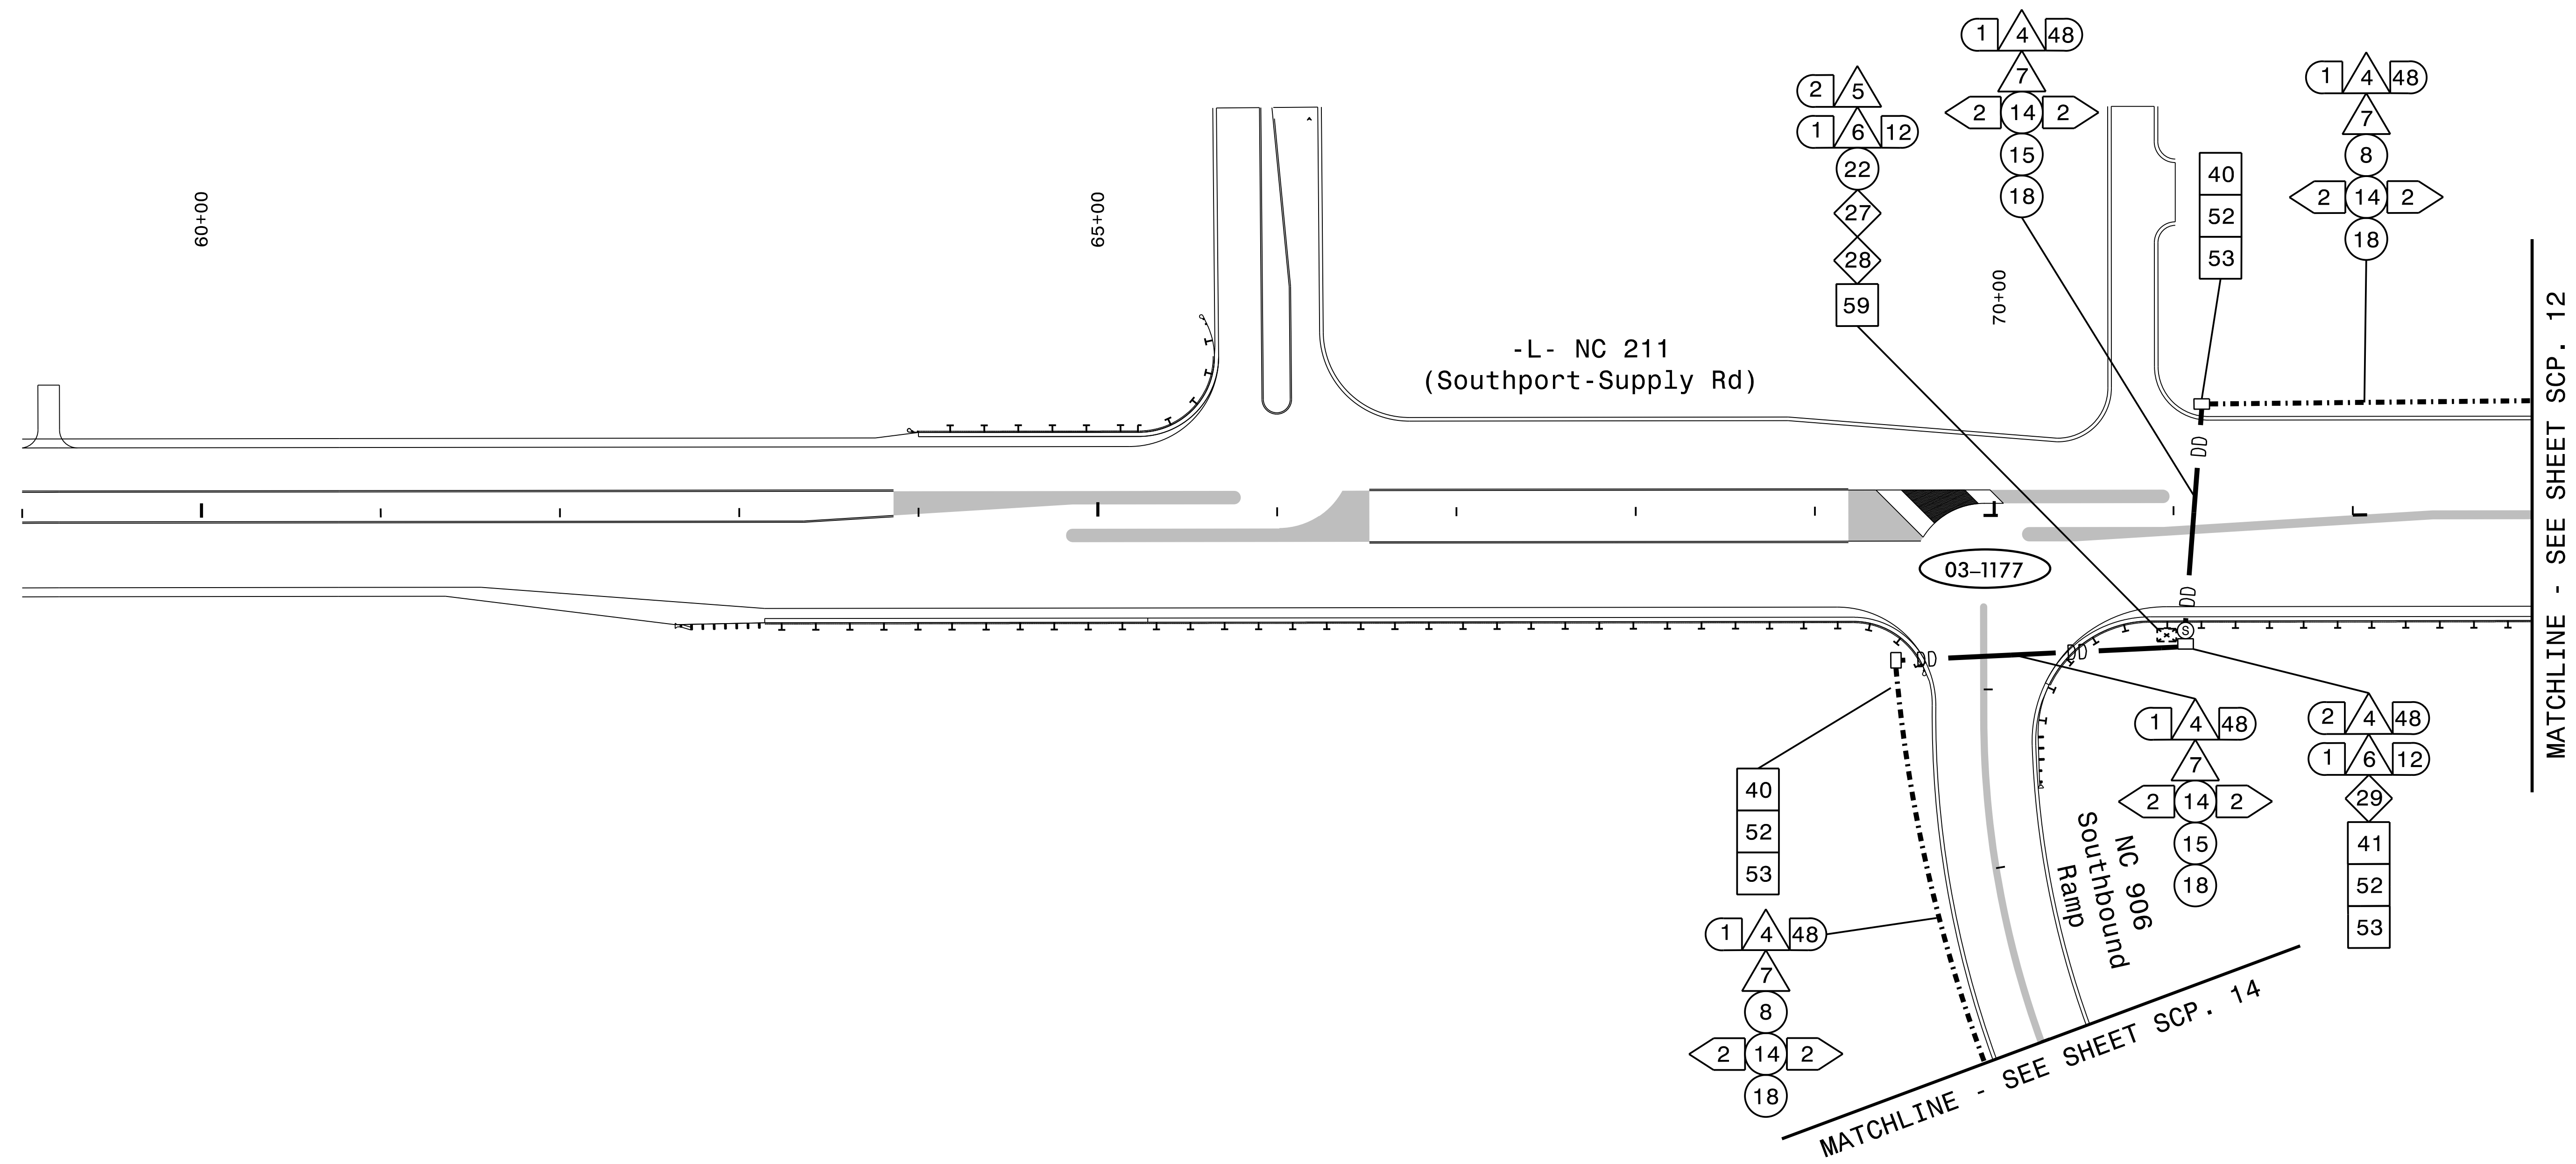 1 4 48
7
2 14 2
15
18
2 5
1 6 12
22
27
28
59
1 4 48
7
8
2 14 2
18
40
52
53
60+00
65+00
70+00
-L- NC 211
(Southport-Supply Rd)
MATCHLINE - SEE SHEET SCP. 12
DD
DD
03-1177
S
DD
DD
40
52
53
1 4 48
7
8
2 14 2
18
1 4 48
7
2 14 2
15
18
2 4 48
1 6 12
29
41
52
53
NC 906
Southbound
Ramp
MATCHLINE - SEE SHEET SCP. 14